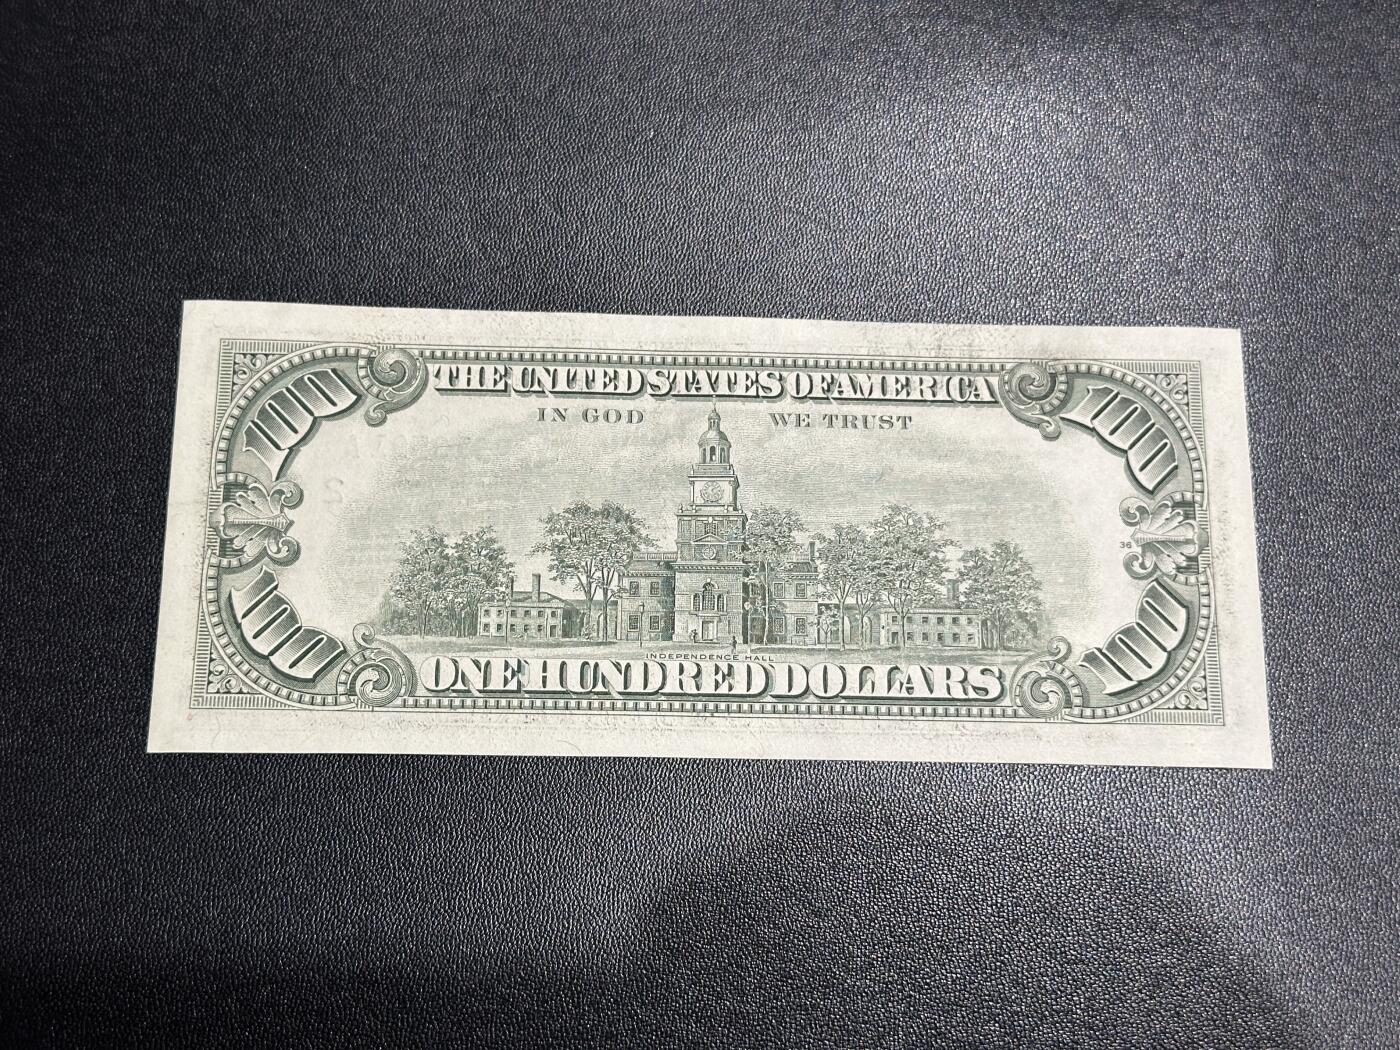 100 THE UNITED STATES OF AMERICA 100
IN GOD WE TRUST
36
INDEPENDENCE HALL
100 ONE HUNDRED DOLLARS 100